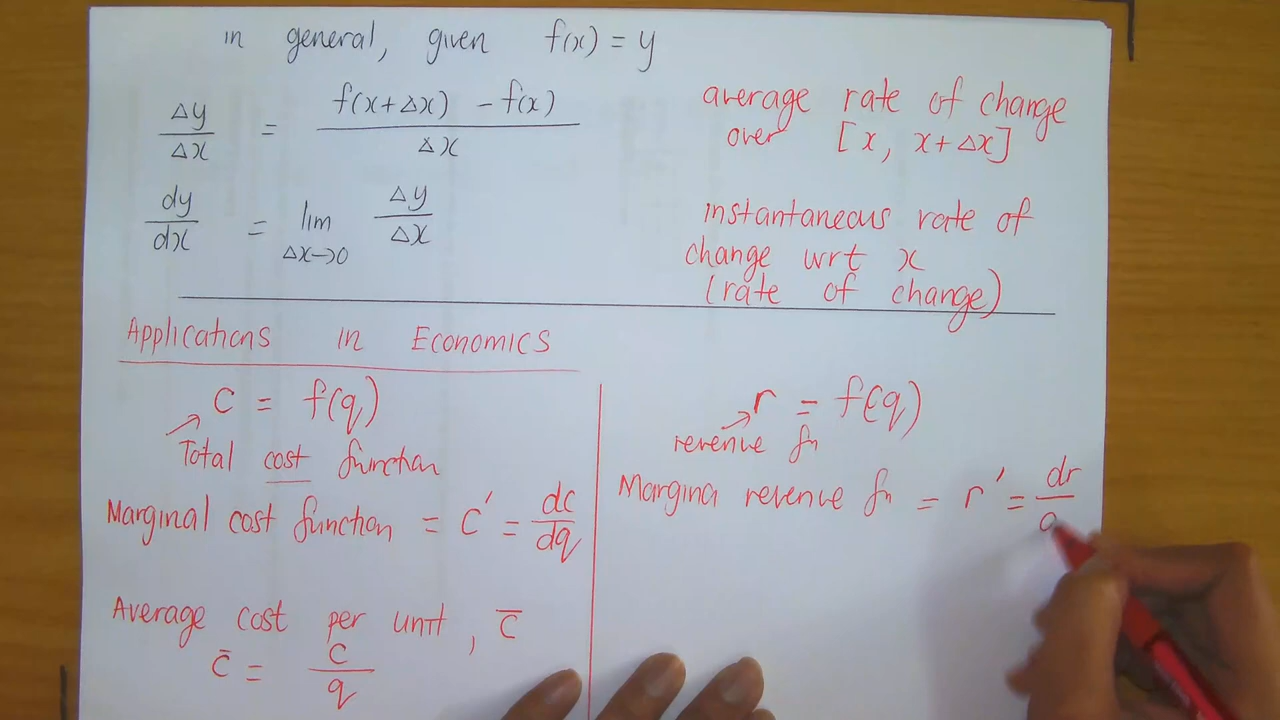 in general, given f(x) = y
Δy/Δx = f(x+Δx) - f(x) / Δx
average rate of change
over [x, x+Δx]
dy/dx = lim Δx→0 Δy/Δx
instantaneous rate of
change wrt x
(rate of change)
Applications in Economics
C = f(q)
Total cost function
Marginal cost function = C' = dc/dq
Average cost per unit, c̅
c̅ = C/q
r = f(q)
revenue fn
Margina revenue fn = r' = dr/